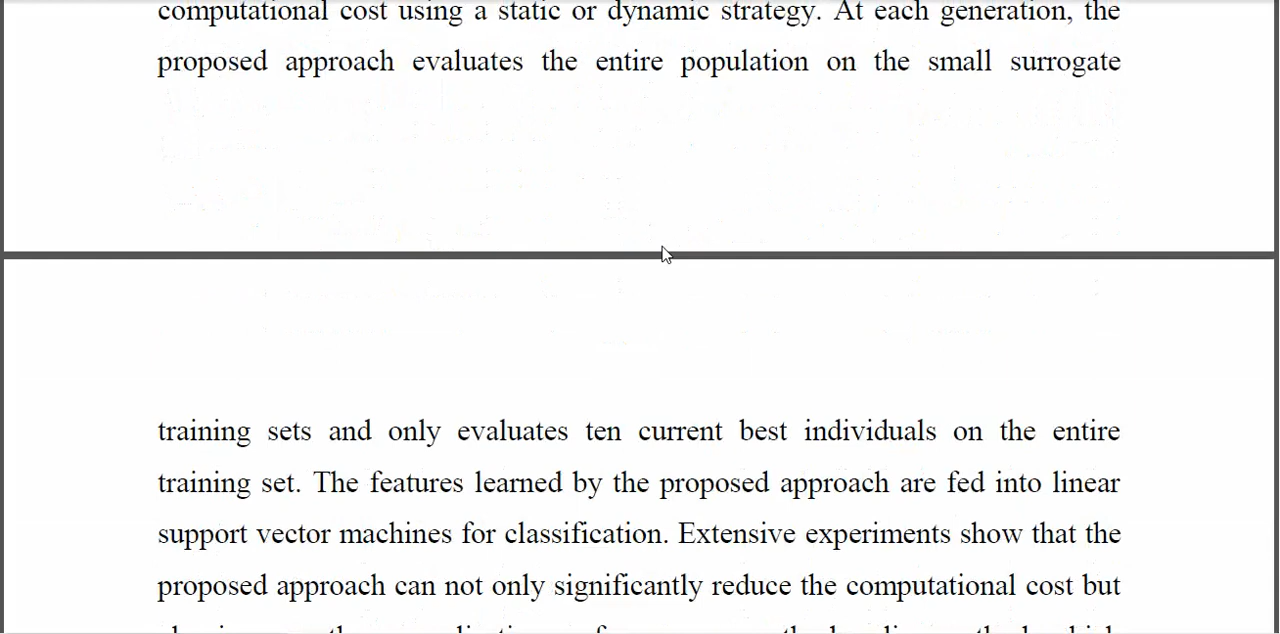 computational cost using a static or dynamic strategy. At each generation, the
proposed approach evaluates the entire population on the small surrogate
training sets and only evaluates ten current best individuals on the entire
training set. The features learned by the proposed approach are fed into linear
support vector machines for classification. Extensive experiments show that the
proposed approach can not only significantly reduce the computational cost but